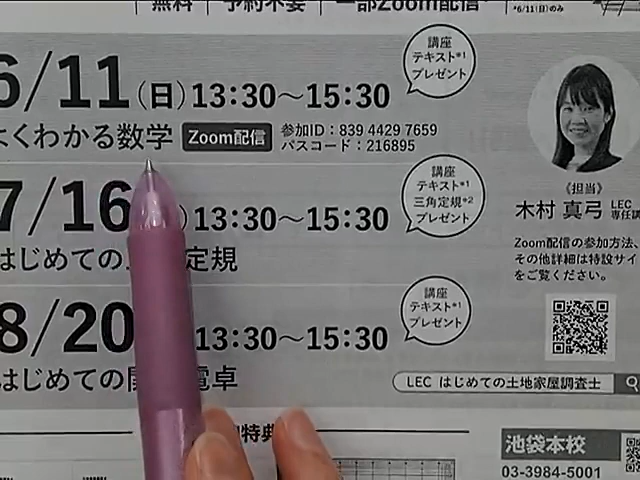 無料 予約不要 一部Zoom配信
*6/11(日)のみ
6/11(日)13:30〜15:30
講座
テキスト*1
プレゼント
よくわかる数学 Zoom配信 参加ID:839 4429 7659
パスコード:216895
7/16 )13:30〜15:30
講座
テキスト*1
三角定規*2
プレゼント
はじめての 定規
8/20 13:30〜15:30
講座
テキスト*1
プレゼント
はじめての 電卓
《担当》
木村 真弓 LEC
専任講
Zoom配信の参加方法、
その他詳細は特設サイ
をご覧ください。
LEC はじめての土地家屋調査士
特典
池袋本校
03-3984-5001